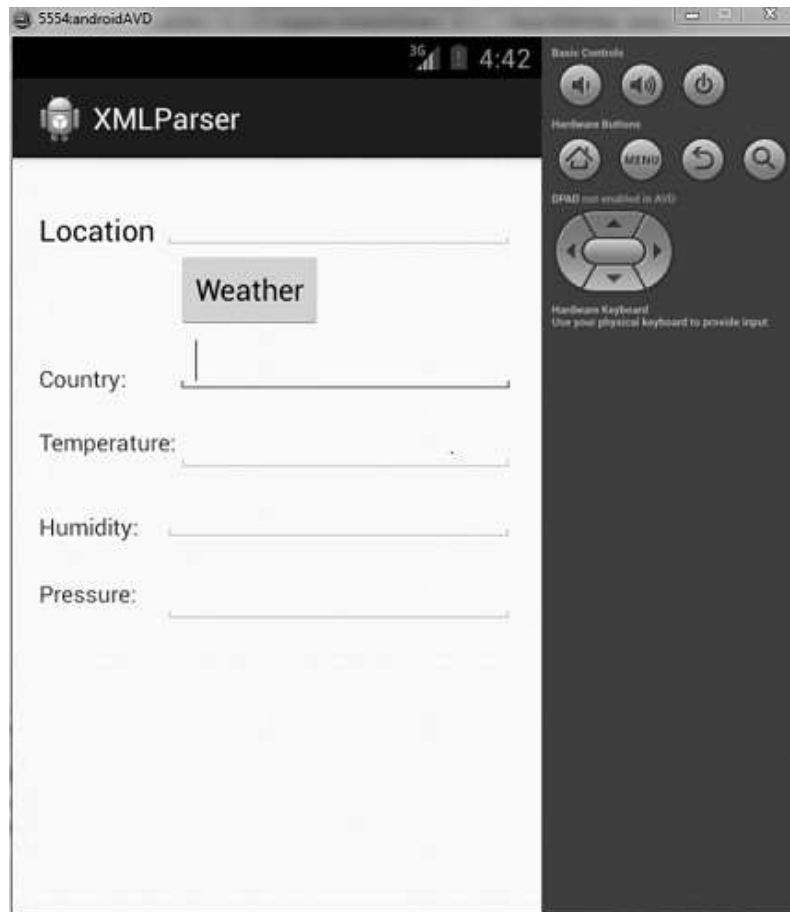 5554:androidAVD
3G 4:42
XMLParser
Location
Weather
Country:
Temperature:
Humidity:
Pressure:
Basic Controls
Hardware Buttons
MENU
DPAD not enabled in AVD
Hardware Keyboard
Use your physical keyboard to provide input